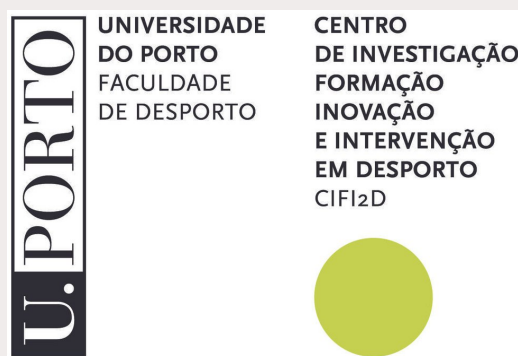 U. PORTO
UNIVERSIDADE
DO PORTO
FACULDADE
DE DESPORTO
CENTRO
DE INVESTIGAÇÃO
FORMAÇÃO
INOVAÇÃO
E INTERVENÇÃO
EM DESPORTO
CIFI2D